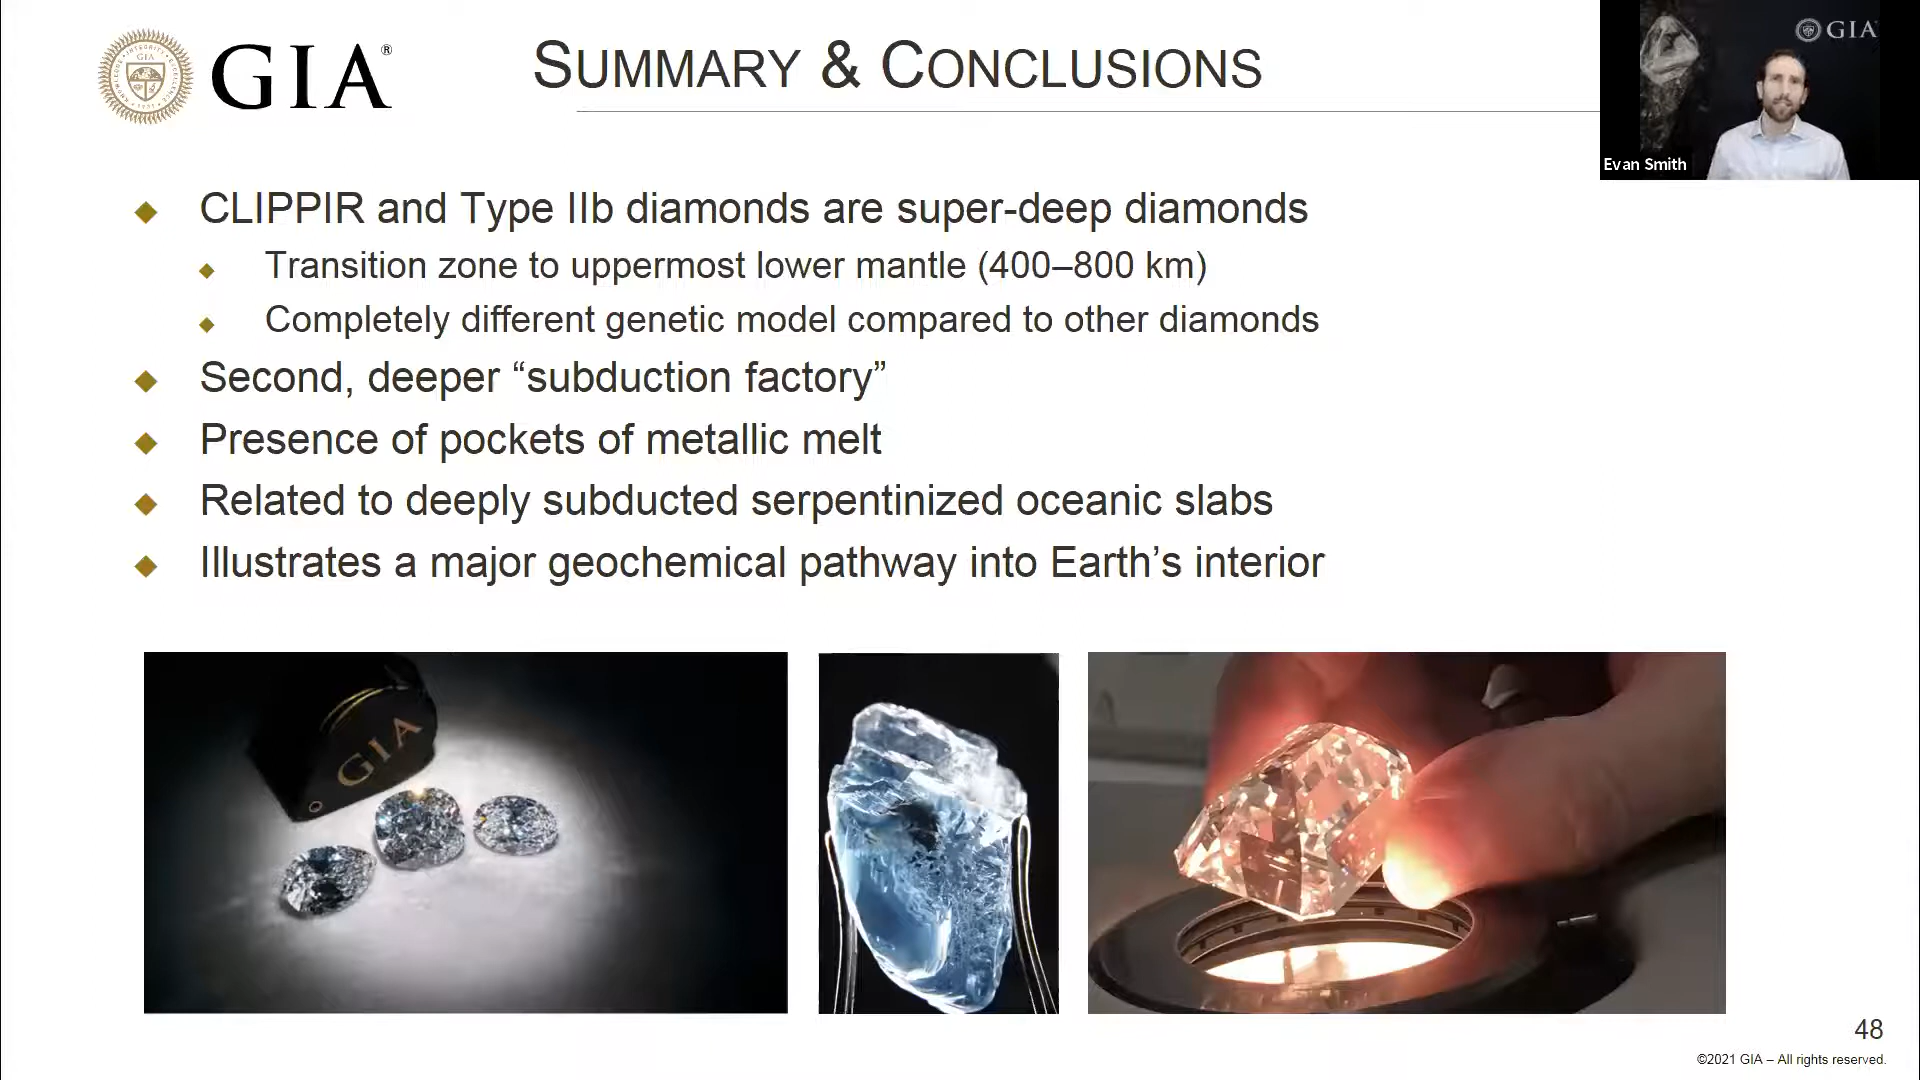 GIA®
SUMMARY & CONCLUSIONS
GIA
Evan Smith
CLIPPIR and Type IIb diamonds are super-deep diamonds
Transition zone to uppermost lower mantle (400–800 km)
Completely different genetic model compared to other diamonds
Second, deeper “subduction factory”
Presence of pockets of metallic melt
Related to deeply subducted serpentinized oceanic slabs
Illustrates a major geochemical pathway into Earth’s interior
GIA
48
©2021 GIA – All rights reserved.